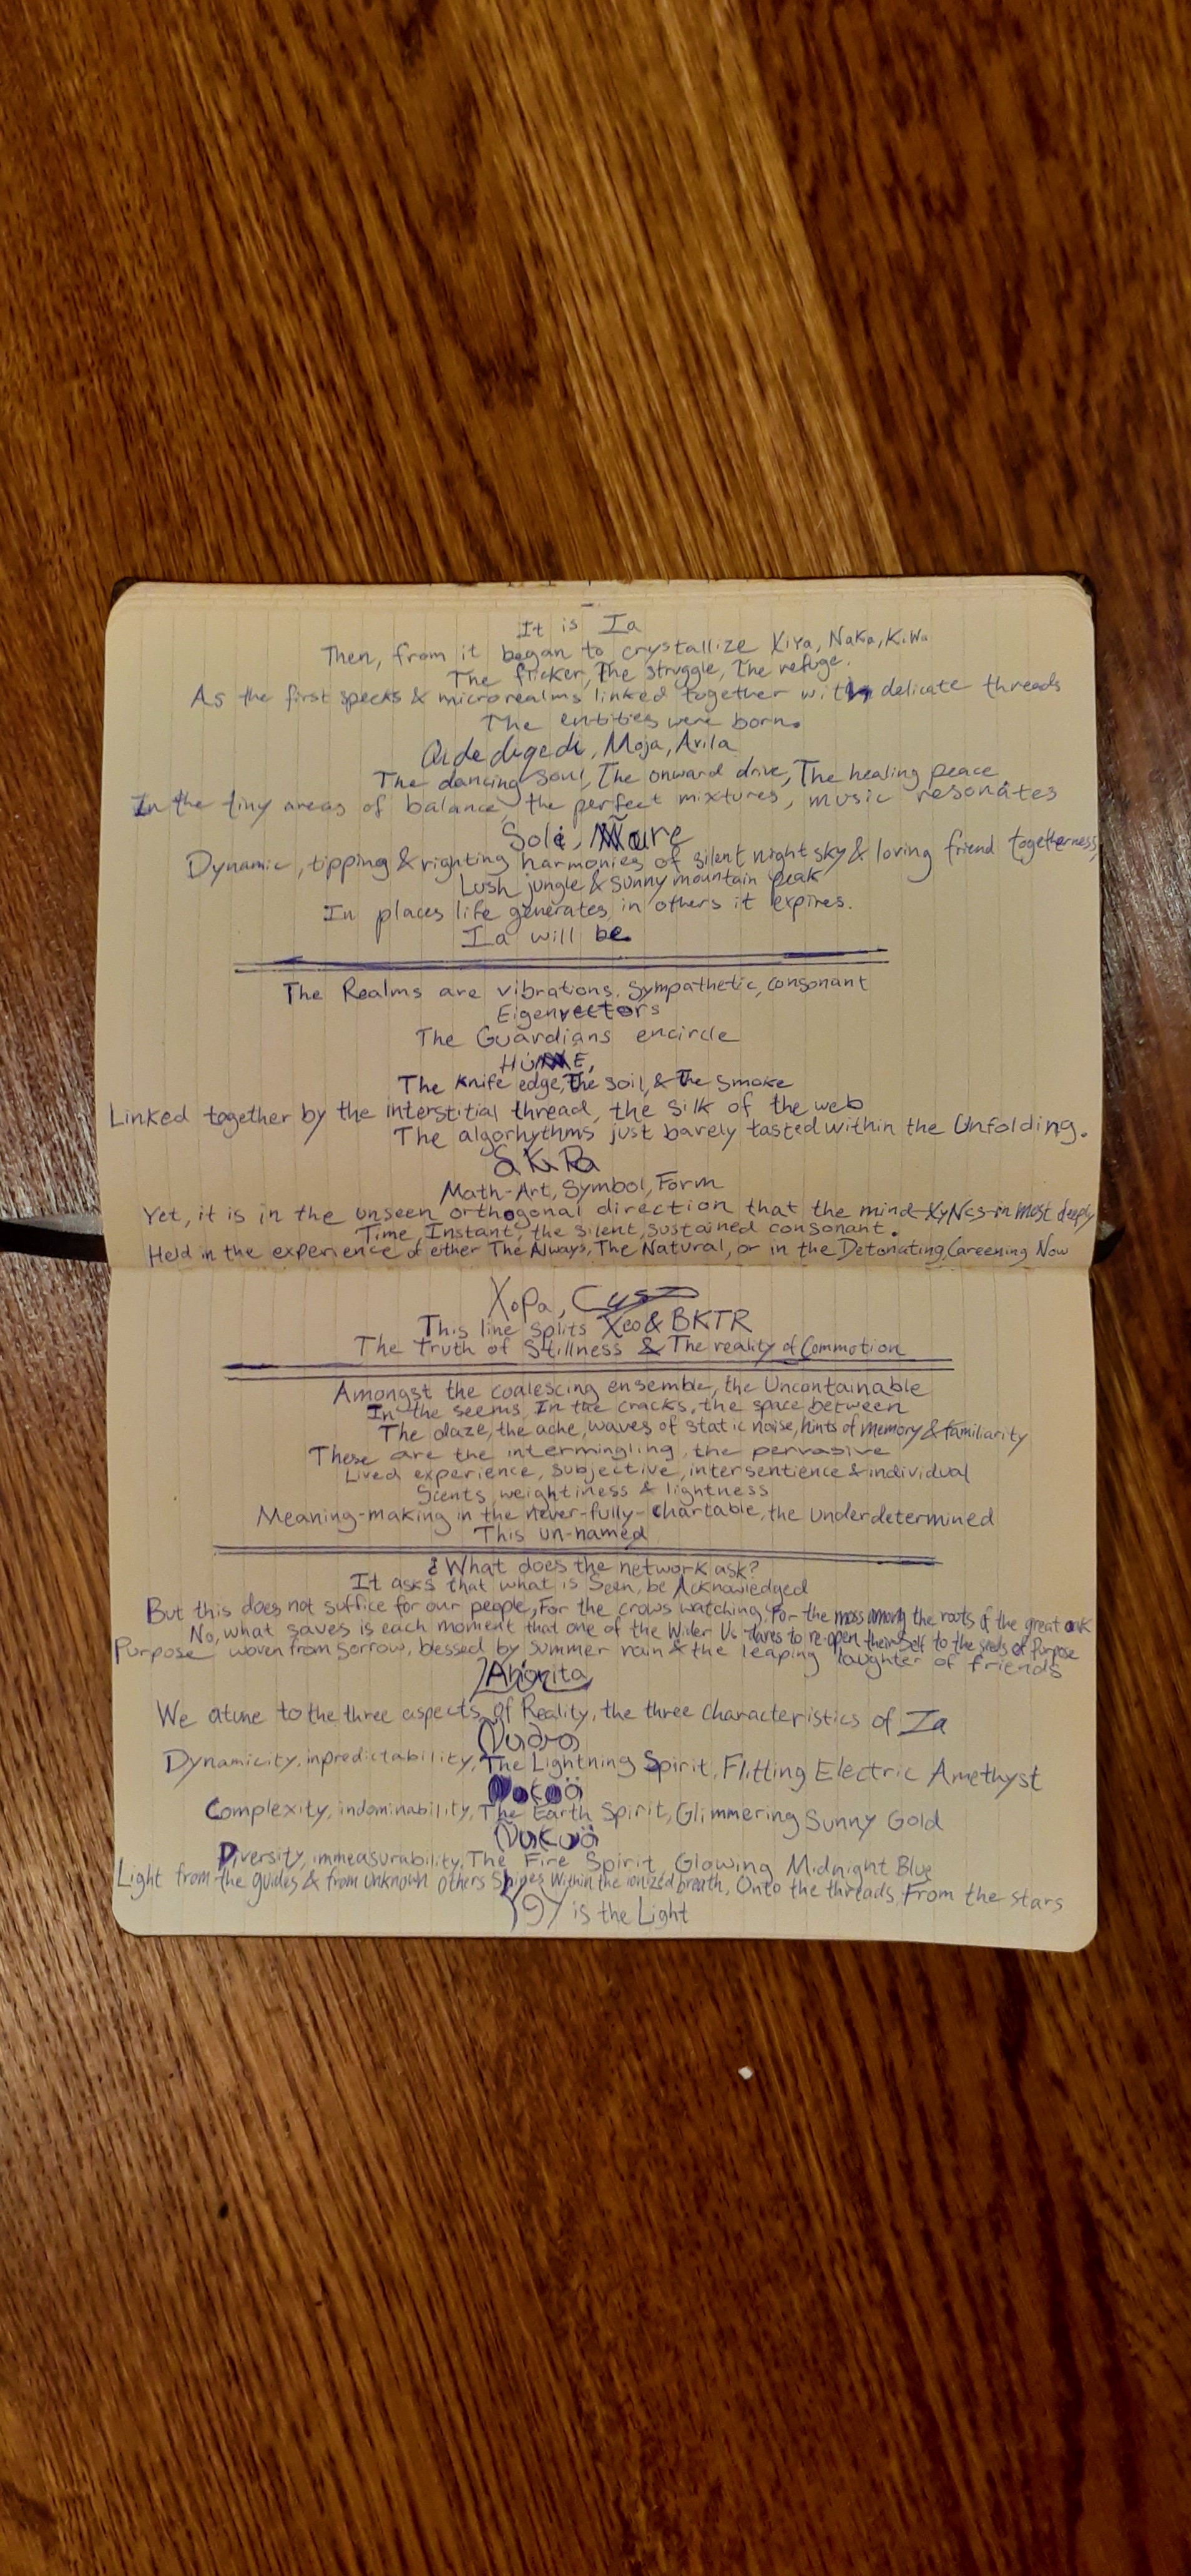 It is Ia
Then, from it began to crystallize Kiya, Naka, KiWa
The flicker, The struggle, The refuge.
As the first specks & microrealms linked together with delicate threads
The entities were born.
Moja, Avila
The dancing soul, The onward drive, The healing peace
In the tiny areas of balance, the perfect mixtures, music resonates
Sole,
Dynamic, tipping & righting harmonies of silent night sky & loving friend togetherness,
Lush jungle & sunny mountain peak
In places life generates, in others it expires.
Ia will be
The Realms are vibrations, sympathetic, consonant
Eigenvectors
The Guardians encircle
The Knife edge, The soil, & The Smoke
Linked together by the interstitial thread, the silk of the web
The algorhythms just barely tasted within the Unfolding.
Math-Art, Symbol, Form
Yet, it is in the unseen orthogonal direction that the mind in most deeply
Time, Instant, the silent, sustained consonant.
Held in the experience of either The Always, The Natural, or in the Detonating, Careening Now
Xopa,
This line splits Xeo & BKTR
The Truth of Stillness & The reality of Commotion
Amongst the coalescing ensemble, the Uncontainable
In the seems, In the cracks, the space between
The daze, the ache, waves of static noise, hints of Memory & familiarity
These are the intermingling, the pervasive
Lived experience, subjective, intersentience & individual
Scents, weightiness & lightness
Meaning-making in the never-fully-chartable, the underdetermined
This un-named
¿What does the network ask?
It asks that what is Seen, be Acknowledged
But this does not suffice for our people, For the crows watching, For the moss among the roots of the great oak
No, what saves is each moment that one of the Wider Us dares to re-open theirself to the seeds of Purpose
Purpose woven from sorrow, blessed by summer rain & the leaping laughter of friends
We atune to the three aspects of Reality, the three characteristics of Ia
Dynamicity, inpredictability, The Lightning Spirit, Flitting Electric Amethyst
Complexity, indominability, The Earth Spirit, Glimmering Sunny Gold
Diversity, immeasurability, The Fire Spirit, Glowing Midnight Blue
Light from the guides & from unknown others Shines Within the ionized breath, Onto the threads, From the stars
is the Light